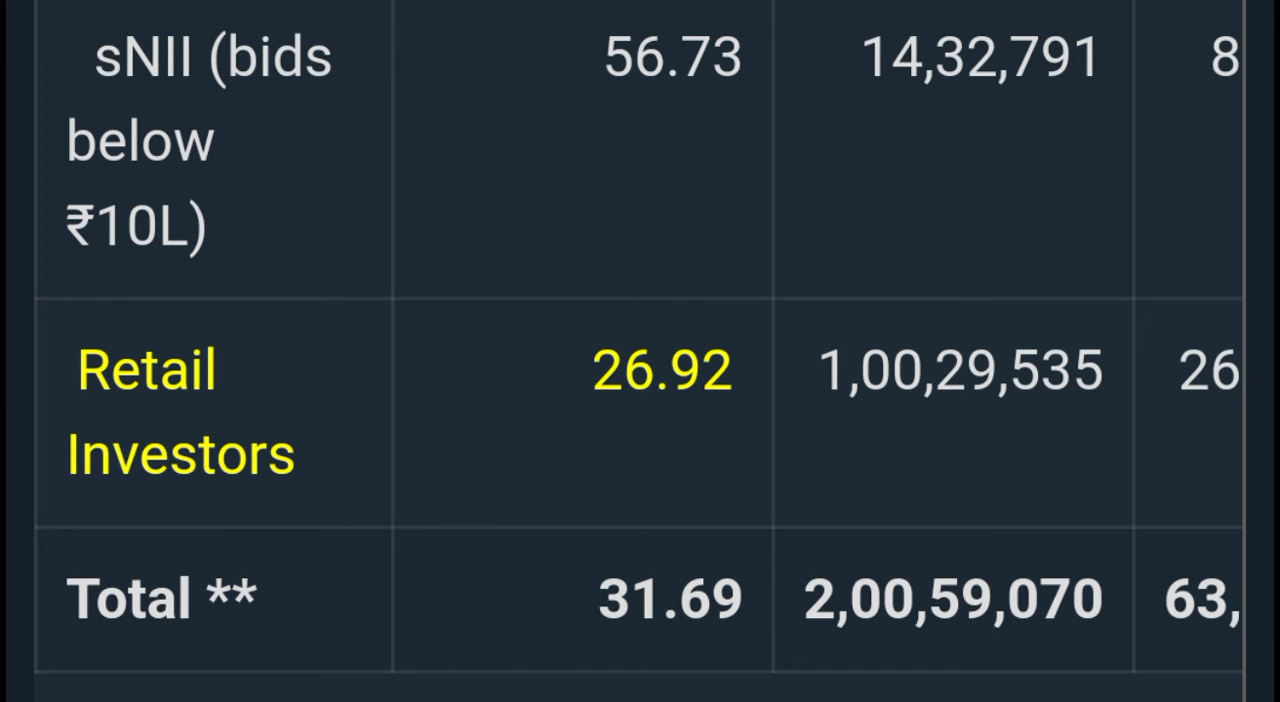 sNII (bids 56.73 14,32,791 8
below
₹10L)
Retail 26.92 1,00,29,535 26
Investors
Total ** 31.69 2,00,59,070 63,